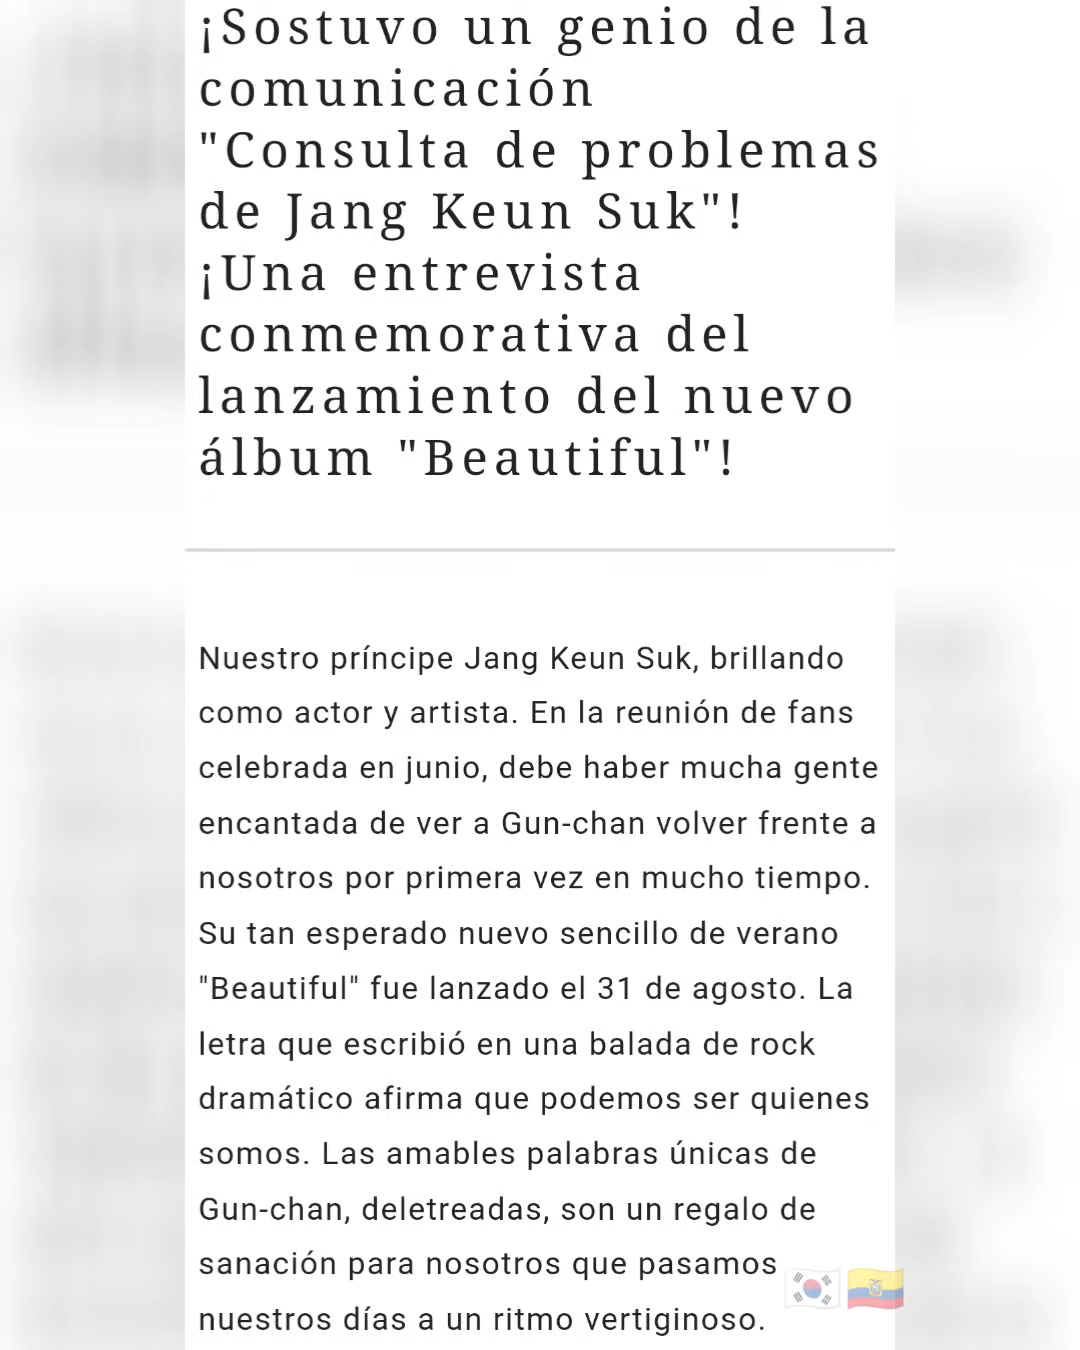 ¡Sostuvo un genio de la
comunicación
"Consulta de problemas
de Jang Keun Suk"!
¡Una entrevista
conmemorativa del
lanzamiento del nuevo
álbum "Beautiful"!
Nuestro príncipe Jang Keun Suk, brillando
como actor y artista. En la reunión de fans
celebrada en junio, debe haber mucha gente
encantada de ver a Gun-chan volver frente a
nosotros por primera vez en mucho tiempo.
Su tan esperado nuevo sencillo de verano
"Beautiful" fue lanzado el 31 de agosto. La
letra que escribió en una balada de rock
dramático afirma que podemos ser quienes
somos. Las amables palabras únicas de
Gun-chan, deletreadas, son un regalo de
sanación para nosotros que pasamos
nuestros días a un ritmo vertiginoso.